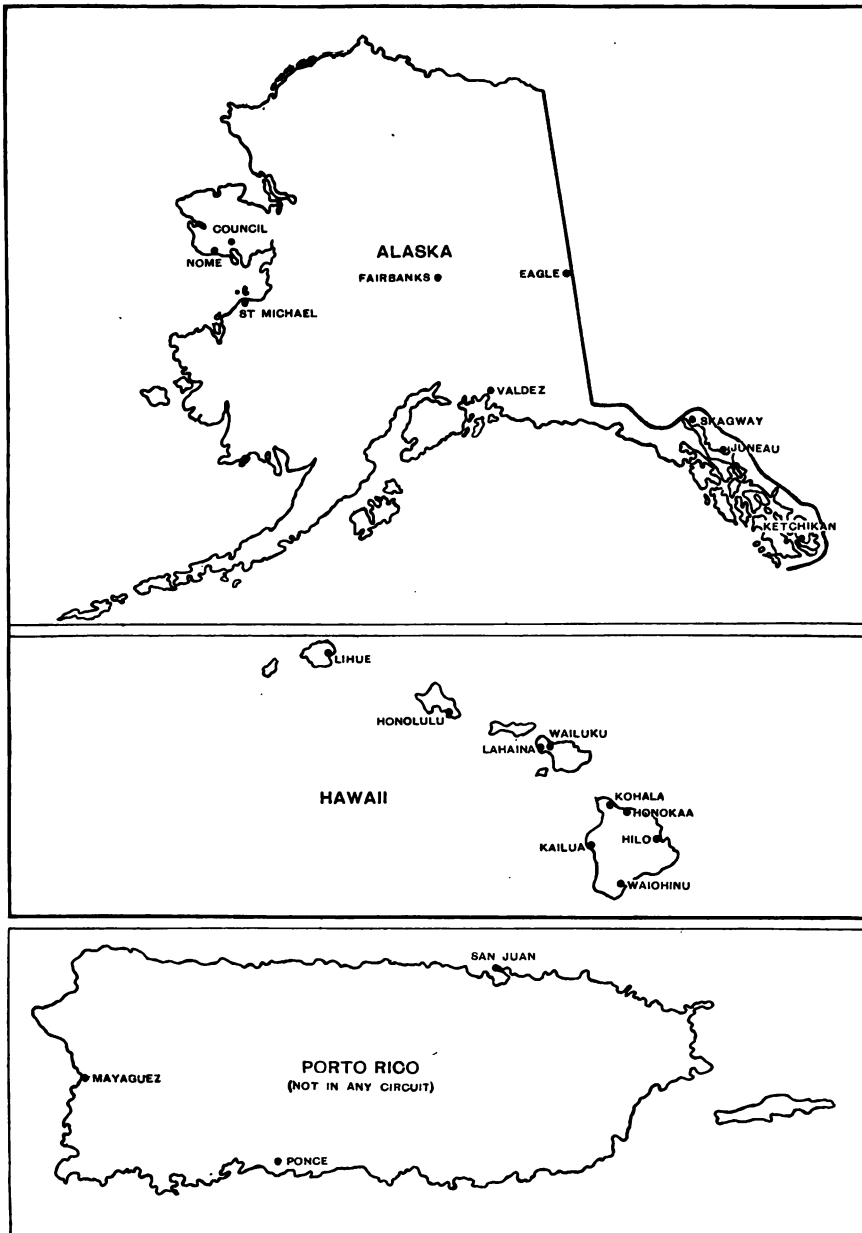 COUNCIL
NOME
ALASKA
FAIRBANKS
EAGLE
ST MICHAEL
VALDEZ
SKAGWAY
JUNEAU
KETCHIKAN
LIHUE
HONOLULU
WAILUKU
LAHAINA
HAWAII
KOHALA
HONOKAA
KAILUA
HILO
WAIOHINU
SAN JUAN
PORTO RICO
(NOT IN ANY CIRCUIT)
MAYAGUEZ
PONCE